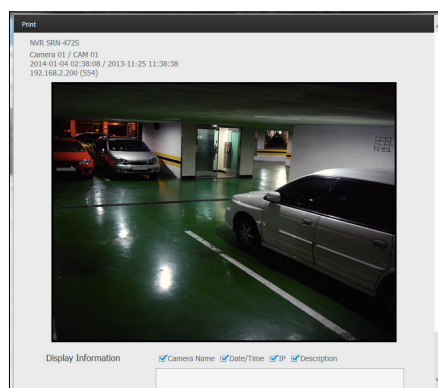 Print
NVR SRN-472S
Camera 01 / CAM 01
2014-01-04 02:38:08 / 2013-11-25 11:38:38
192.168.2.200 (554)
Display Information
Camera Name Date/Time IP Description